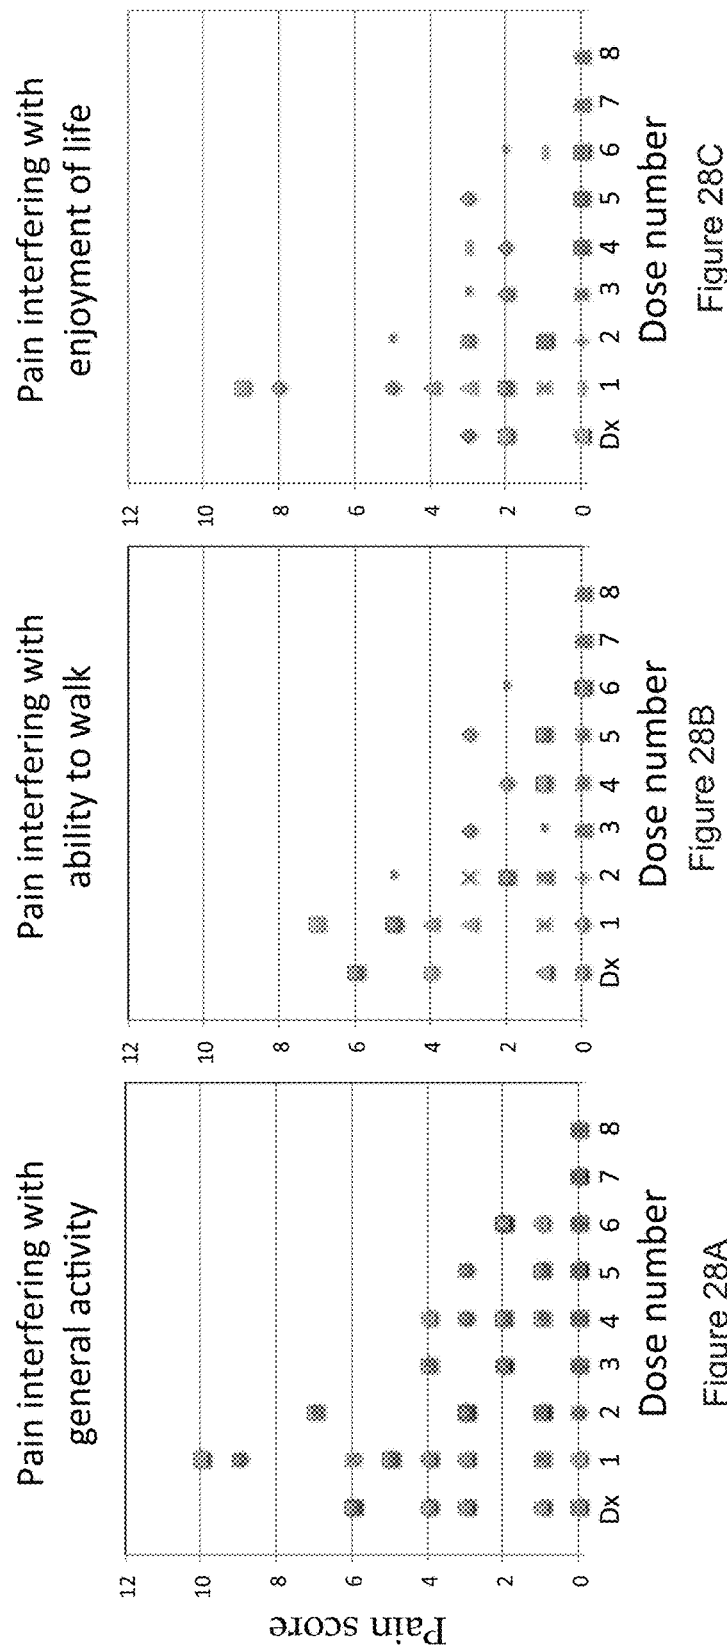 Pain interfering with
general activity
Pain score
12
10
8
6
4
2
0
Dx 1 2 3 4 5 6 7 8
Dose number
Figure 28A
Pain interfering with
ability to walk
12
10
8
6
4
2
0
Dx 1 2 3 4 5 6 7 8
Dose number
Figure 28B
Pain interfering with
enjoyment of life
12
10
8
6
4
2
0
Dx 1 2 3 4 5 6 7 8
Dose number
Figure 28C